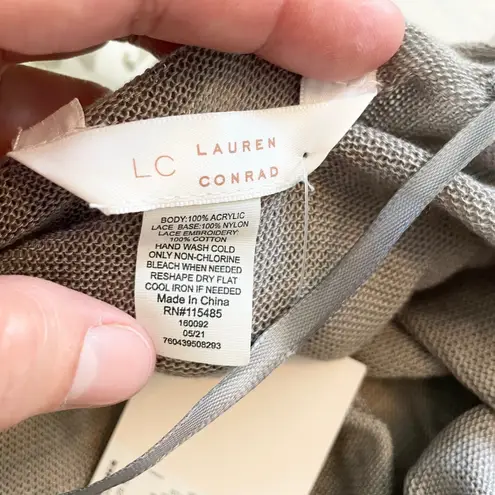 LC LAUREN
CONRAD
BODY:100% ACRYLIC
LACE BASE:100% NYLON
LACE EMBROIDERY:
100% COTTON
HAND WASH COLD
ONLY NON-CHLORINE
BLEACH WHEN NEEDED
RESHAPE DRY FLAT
COOL IRON IF NEEDED
Made In China
RN#115485
160092
05/21
760439508293